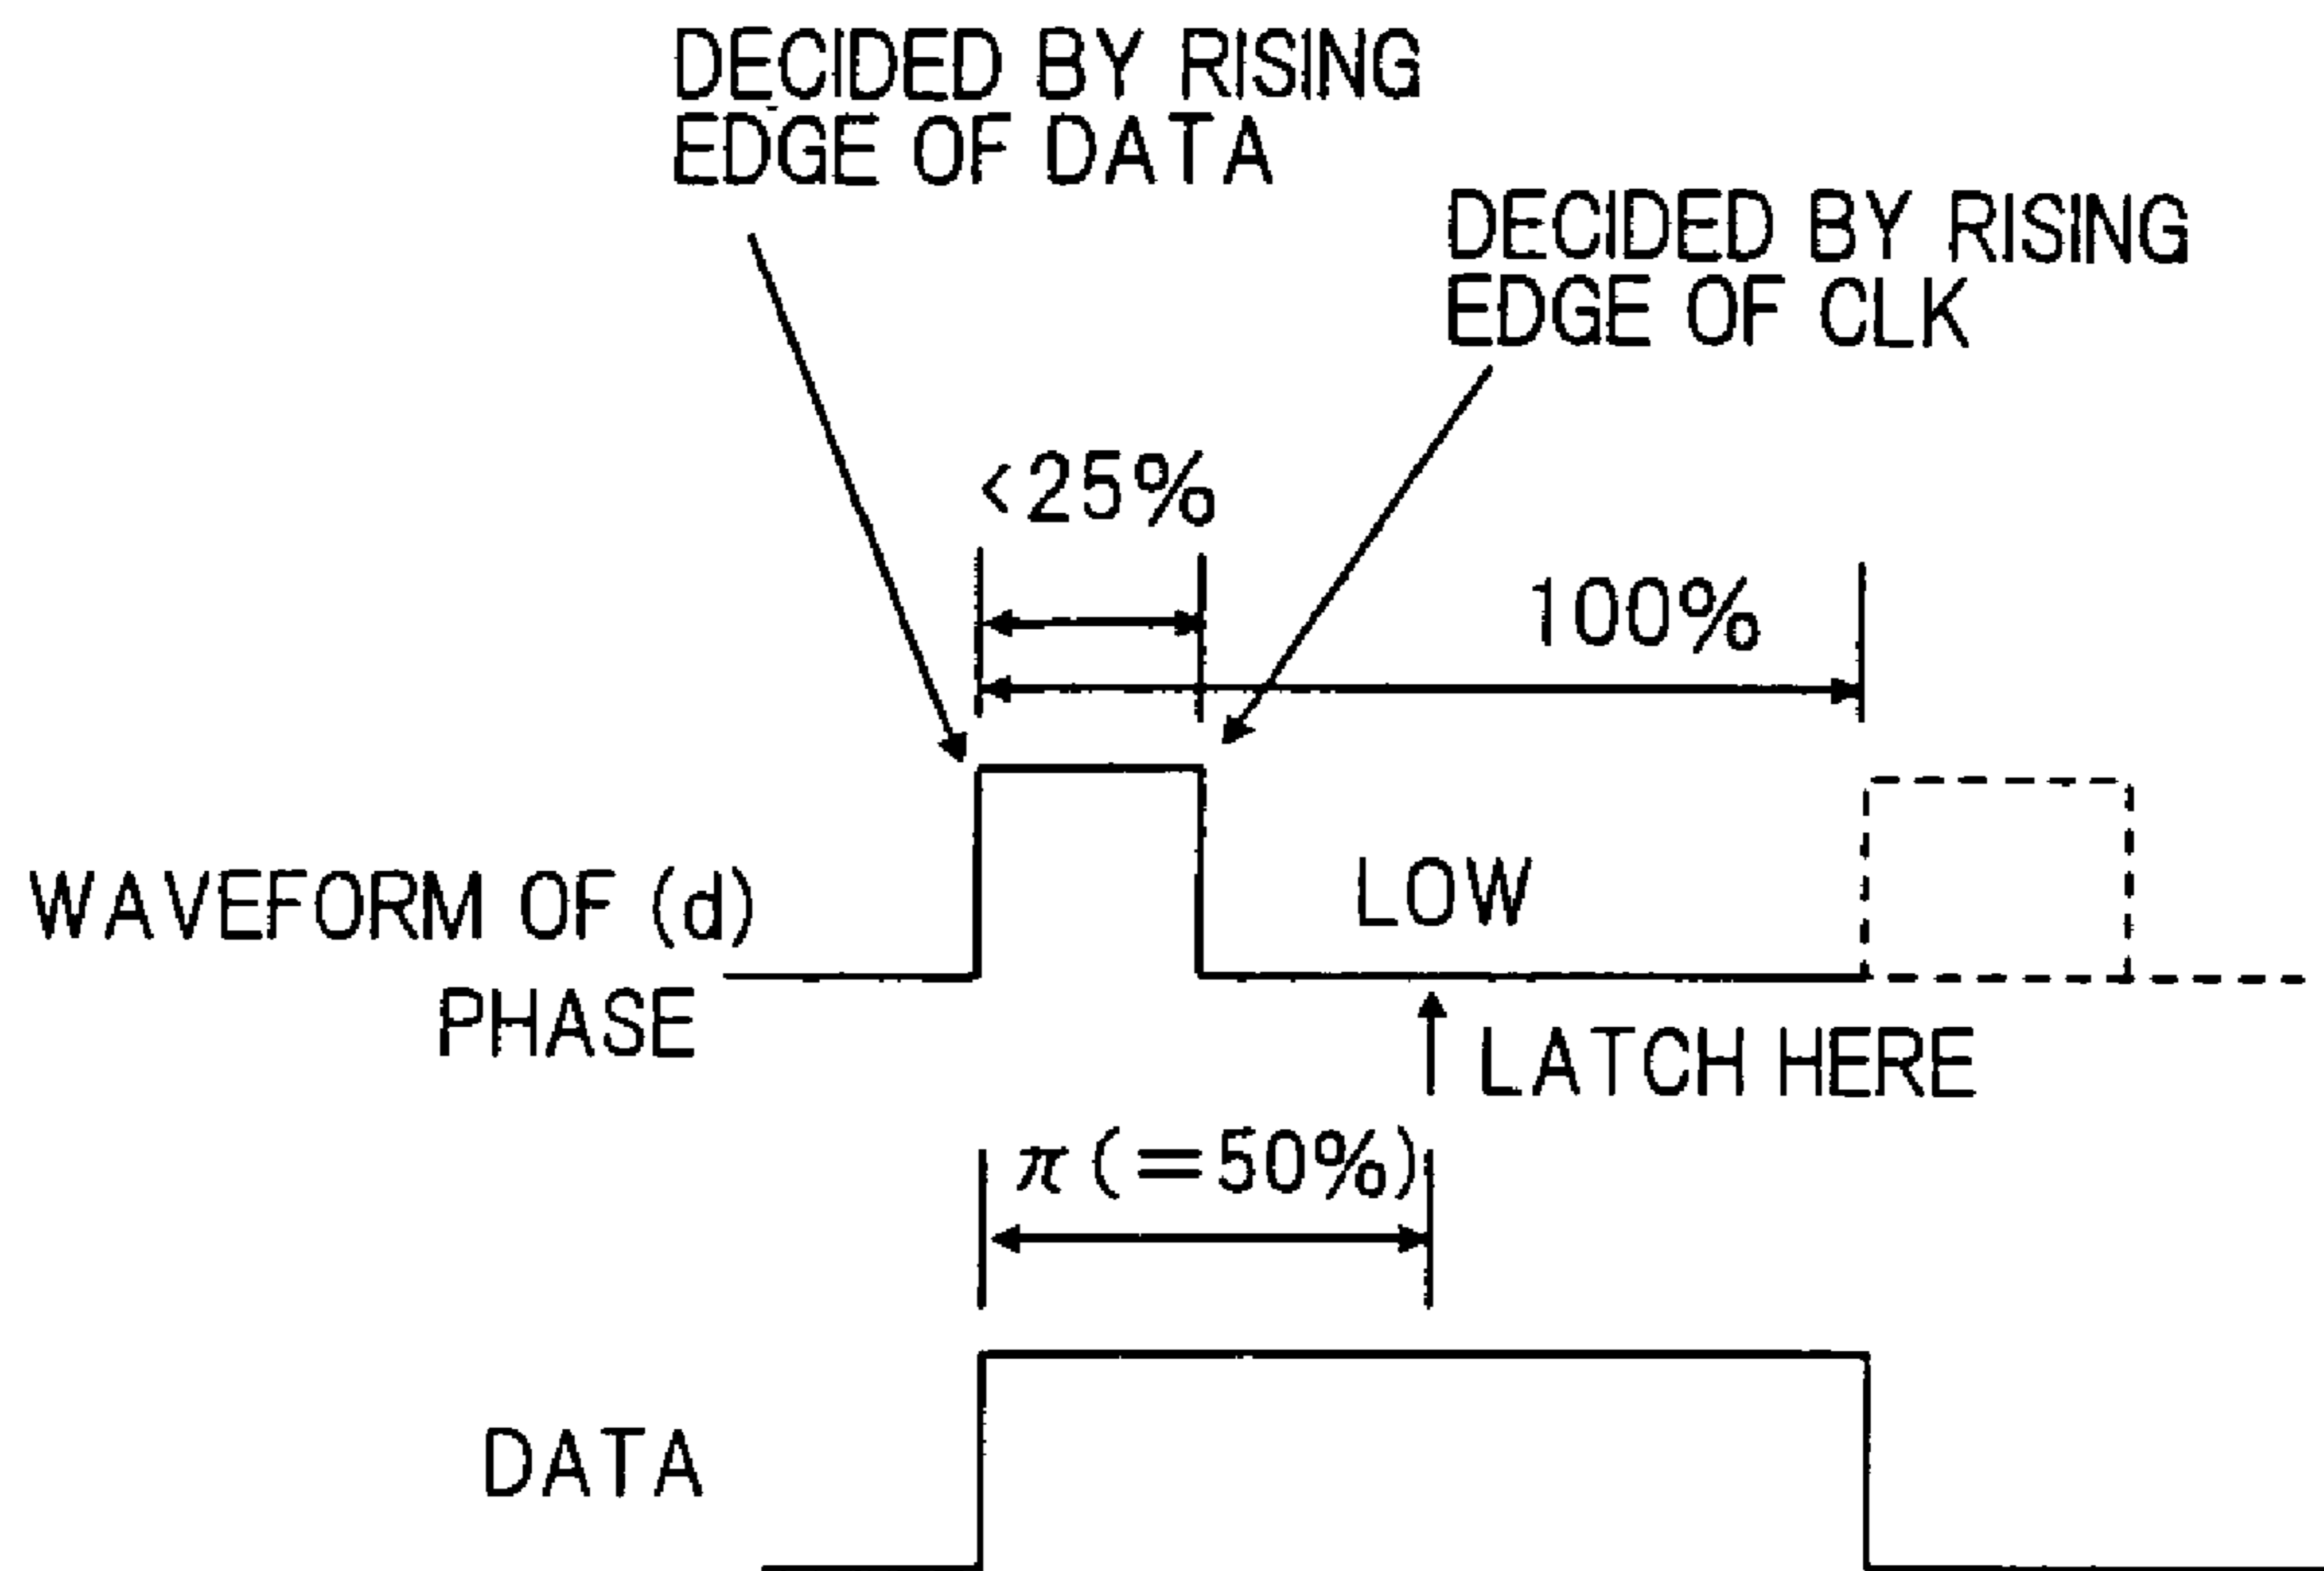 DECIDED BY RISING
EDGE OF DATA
DECIDED BY RISING
EDGE OF CLK
<25%
100%
WAVEFORM OF (d)
LOW
PHASE
LATCH HERE
π(=50%)
DATA